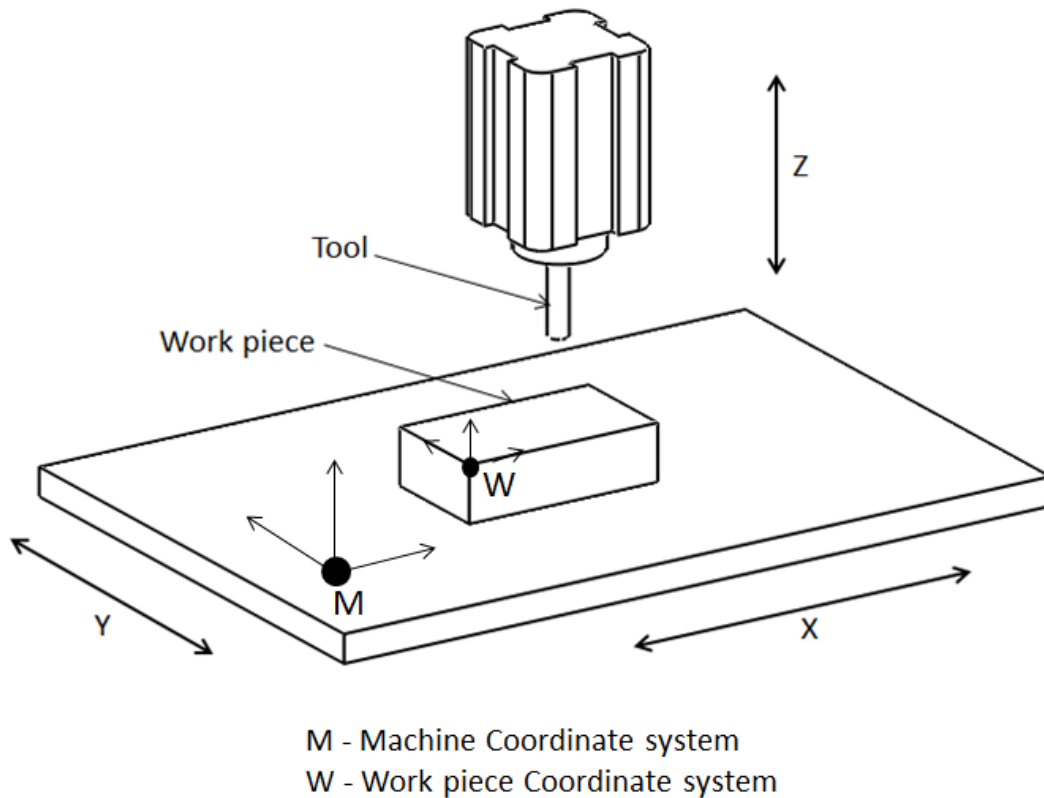 Z
Tool
Work piece
W
M
Y
X
M - Machine Coordinate system
W - Work piece Coordinate system